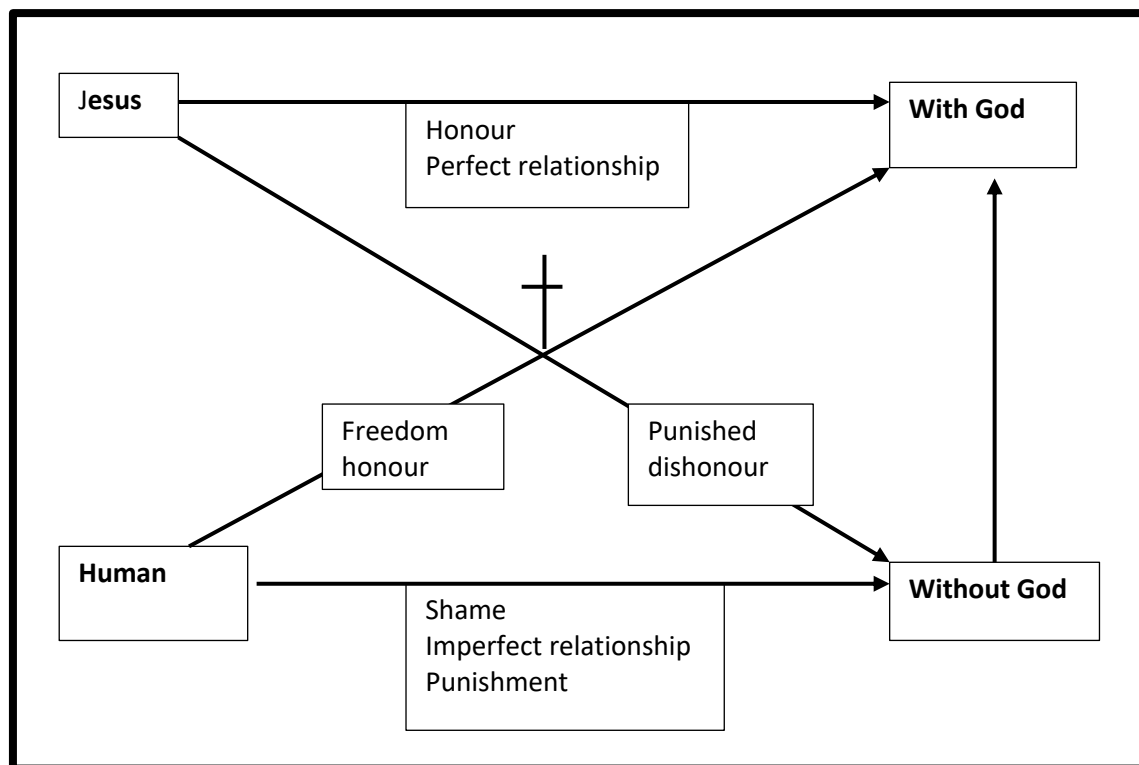 Jesus
With God
Honour
Perfect relationship
Freedom
honour
Punished
dishonour
Human
Without God
Shame
Imperfect relationship
Punishment